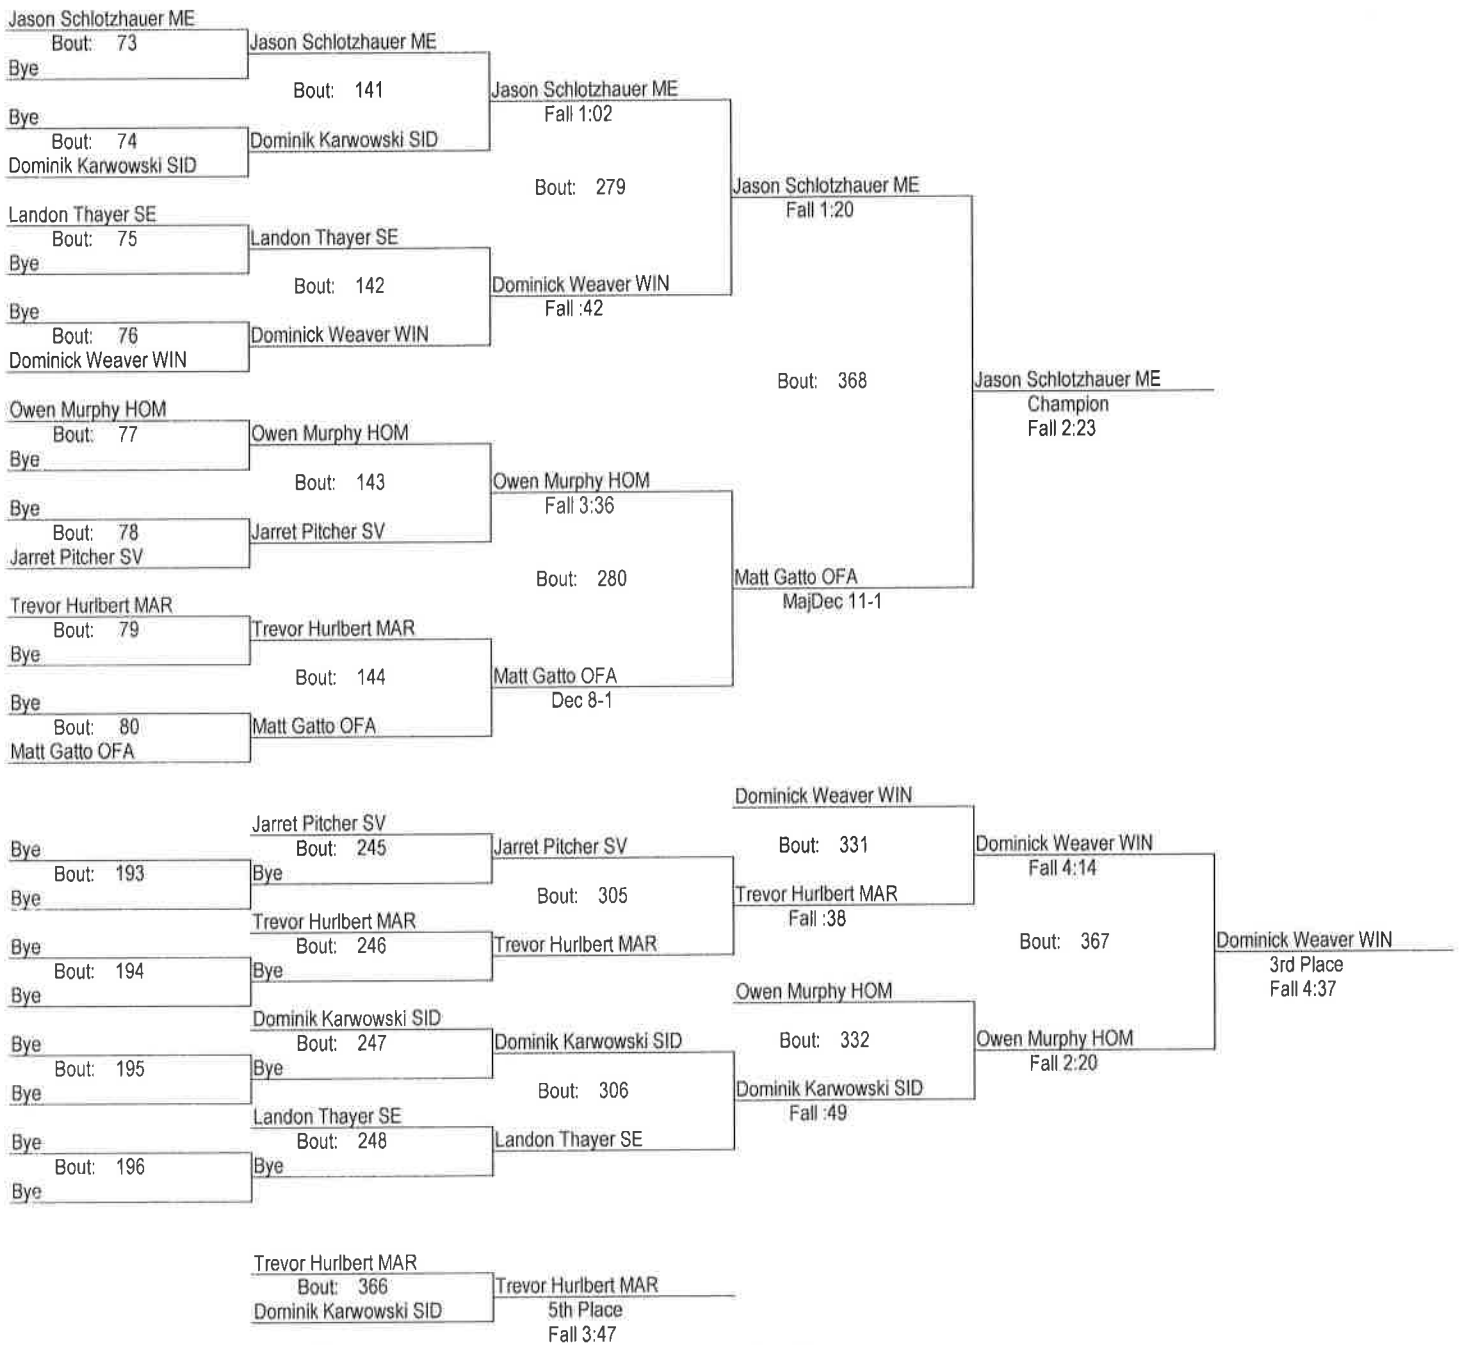 Jason Schlotzhauer ME
Bout: 73
Bye
Bye
Bout: 74
Dominik Karwowski SID
Landon Thayer SE
Bout: 75
Bye
Bye
Bout: 76
Dominick Weaver WIN
Owen Murphy HOM
Bout: 77
Bye
Bye
Bout: 78
Jarret Pitcher SV
Trevor Hurlbert MAR
Bout: 79
Bye
Bye
Bout: 80
Matt Gatto OFA
Jason Schlotzhauer ME
Bout: 141
Dominik Karwowski SID
Landon Thayer SE
Bout: 142
Dominick Weaver WIN
Owen Murphy HOM
Bout: 143
Jarret Pitcher SV
Trevor Hurlbert MAR
Bout: 144
Matt Gatto OFA
Jason Schlotzhauer ME
Fall 1:02
Bout: 279
Dominick Weaver WIN
Fall :42
Owen Murphy HOM
Fall 3:36
Bout: 280
Matt Gatto OFA
Dec 8-1
Jason Schlotzhauer ME
Fall 1:20
Bout: 368
Matt Gatto OFA
MajDec 11-1
Jason Schlotzhauer ME
Champion
Fall 2:23
Bye
Bout: 193
Bye
Bye
Bout: 194
Bye
Bye
Bout: 195
Bye
Bye
Bout: 196
Bye
Jarret Pitcher SV
Bout: 245
Bye
Trevor Hurlbert MAR
Bout: 246
Bye
Dominik Karwowski SID
Bout: 247
Bye
Landon Thayer SE
Bout: 248
Bye
Jarret Pitcher SV
Bout: 305
Trevor Hurlbert MAR
Dominik Karwowski SID
Bout: 306
Landon Thayer SE
Dominick Weaver WIN
Bout: 331
Trevor Hurlbert MAR
Fall :38
Owen Murphy HOM
Bout: 332
Dominik Karwowski SID
Fall :49
Dominick Weaver WIN
Fall 4:14
Bout: 367
Owen Murphy HOM
Fall 2:20
Dominick Weaver WIN
3rd Place
Fall 4:37
Trevor Hurlbert MAR
Bout: 366
Dominik Karwowski SID
Trevor Hurlbert MAR
5th Place
Fall 3:47